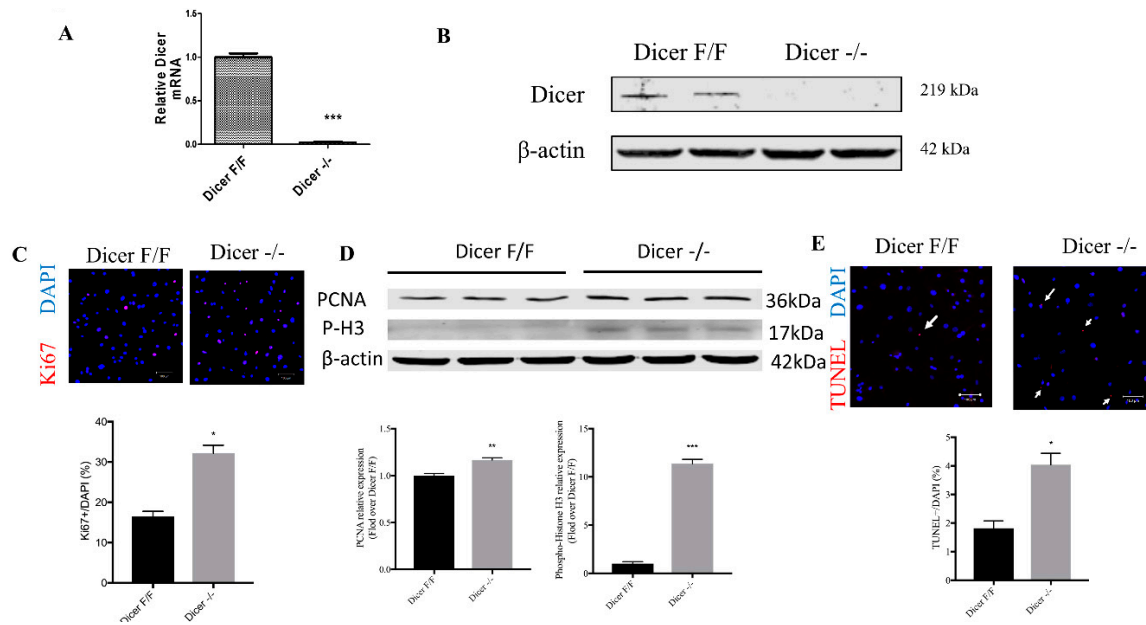 A
Relative Dicer
mRNA
1.5
1.0
0.5
0.0
***
Dicer F/F
Dicer -/-
B
Dicer F/F
Dicer -/-
Dicer
219 kDa
β-actin
42 kDa
C
Dicer F/F
Dicer -/-
Ki67 DAPI
Ki67+/DAPI (%)
40
30
20
10
0
*
Dicer F/F
Dicer -/-
D
Dicer F/F
Dicer -/-
PCNA
36kDa
P-H3
17kDa
β-actin
42kDa
PCNA relative expression
(Flod over Dicer F/F)
1.5
1.0
0.5
0.0
**
Dicer F/F
Dicer -/-
Phospho-Histone H3 relative expression
(Flod over Dicer F/F)
15
10
5
0
***
Dicer F/F
Dicer -/-
E
Dicer F/F
Dicer -/-
TUNEL DAPI
TUNEL+/DAPI (%)
5
4
3
2
1
0
*
Dicer F/F
Dicer -/-